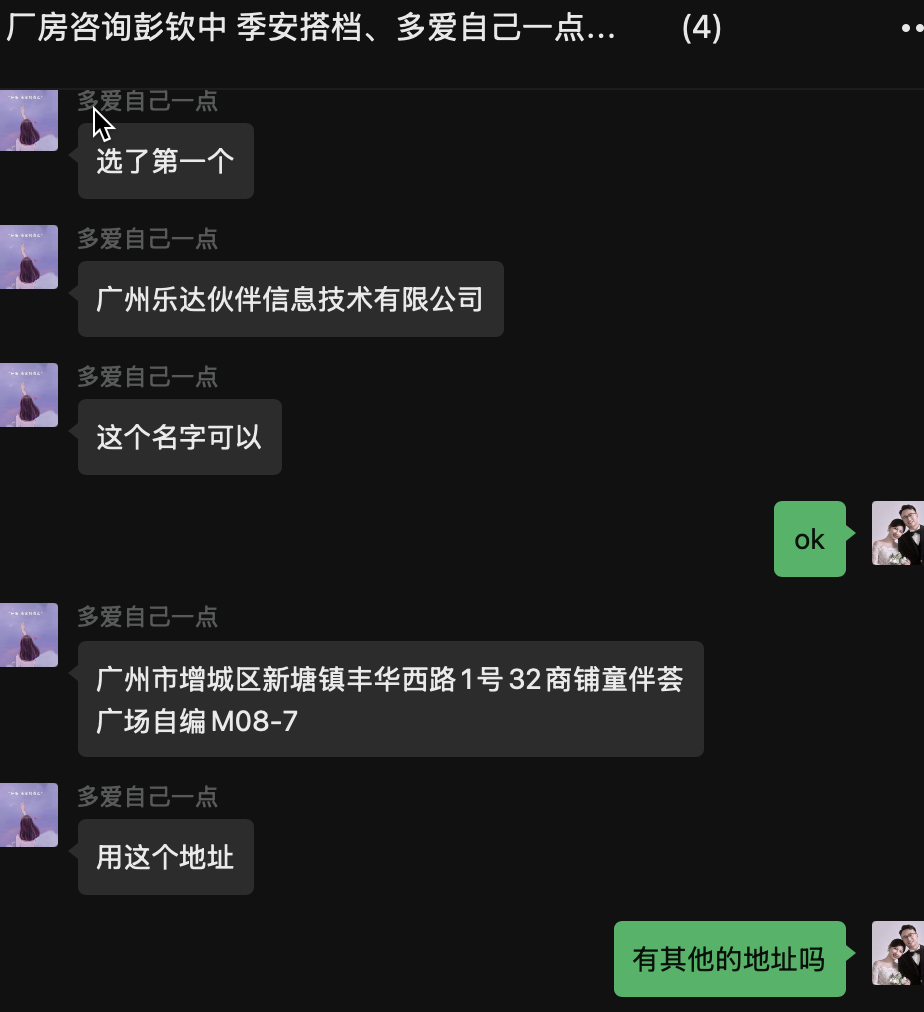 厂房咨询彭钦中 季安搭档、多爱自己一点... (4)
多爱自己一点
选了第一个
多爱自己一点
广州乐达伙伴信息技术有限公司
多爱自己一点
这个名字可以
ok
多爱自己一点
广州市增城区新塘镇丰华西路1号32商铺童伴荟
广场自编M08-7
多爱自己一点
用这个地址
有其他的地址吗